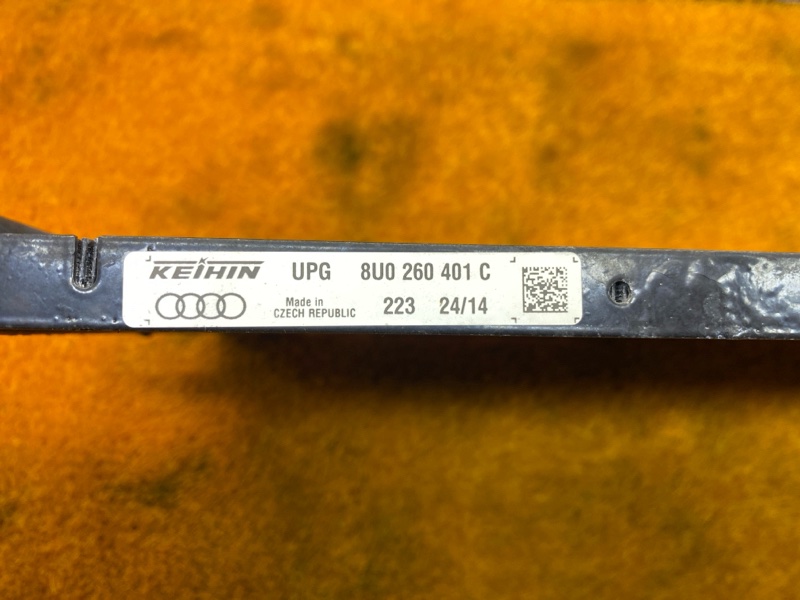 KEIHIN UPG 8U0 260 401 C
Made in
CZECH REPUBLIC 223 24/14